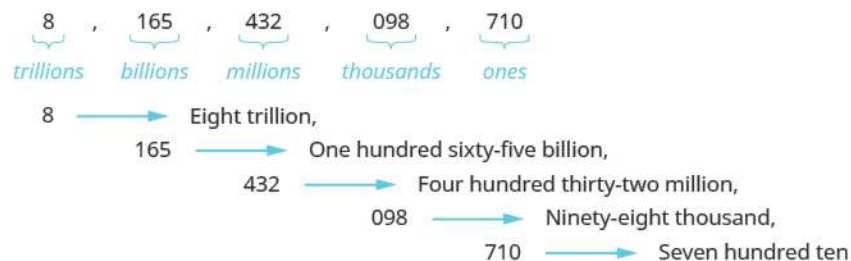 8 , 165 , 432 , 098 , 710
trillions billions millions thousands ones
8 Eight trillion,
165 One hundred sixty-five billion,
432 Four hundred thirty-two million,
098 Ninety-eight thousand,
710 Seven hundred ten